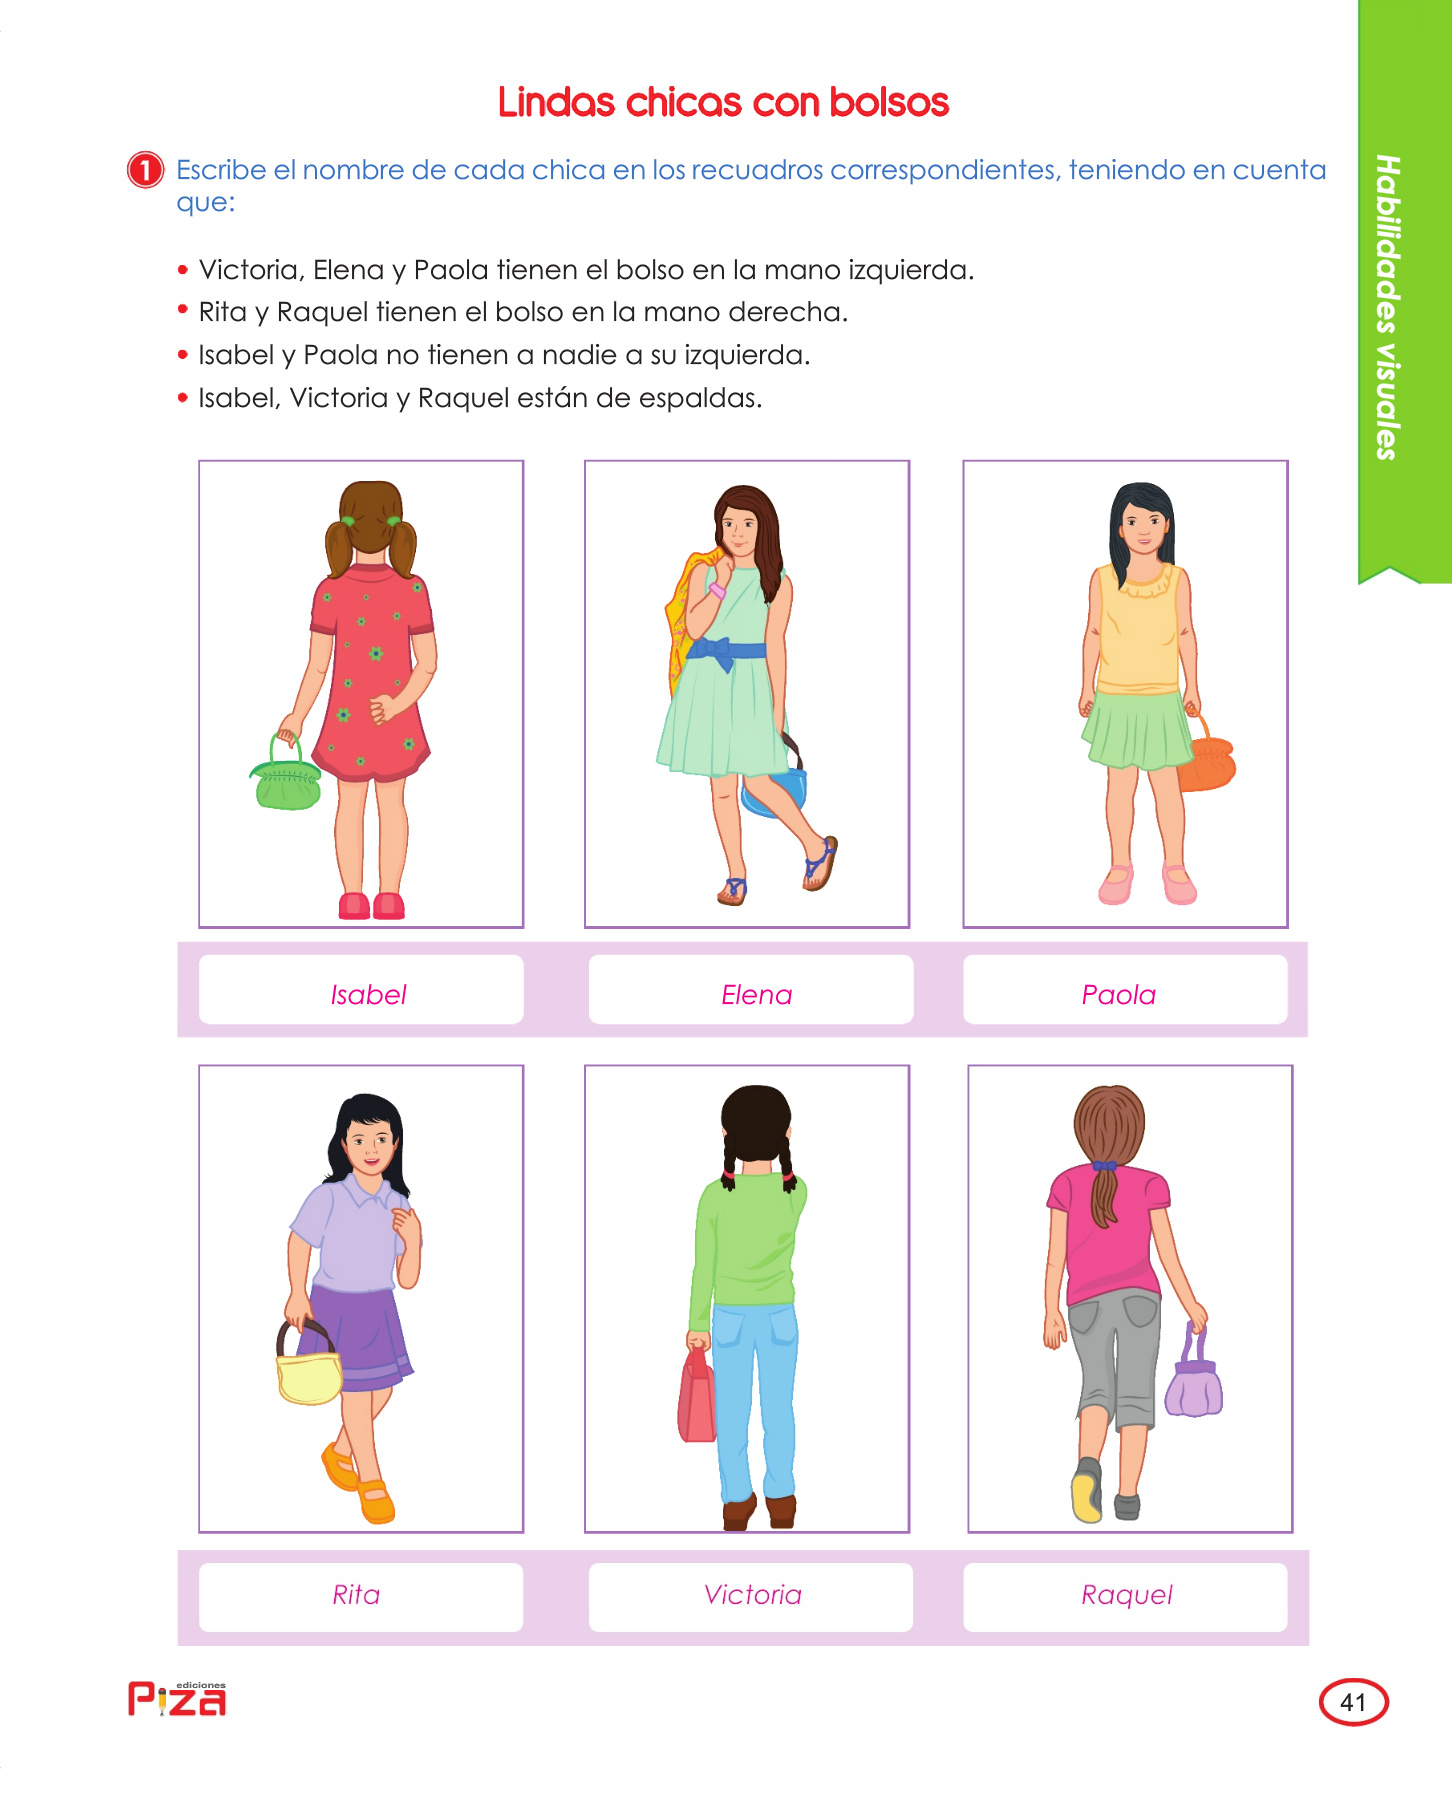 Lindas chicas con bolsos
1 Escribe el nombre de cada chica en los recuadros correspondientes, teniendo en cuenta
que:
• Victoria, Elena y Paola tienen el bolso en la mano izquierda.
• Rita y Raquel tienen el bolso en la mano derecha.
• Isabel y Paola no tienen a nadie a su izquierda.
• Isabel, Victoria y Raquel están de espaldas.
Habilidades visuales
Isabel
Elena
Paola
Rita
Victoria
Raquel
ediciones
Piza
41